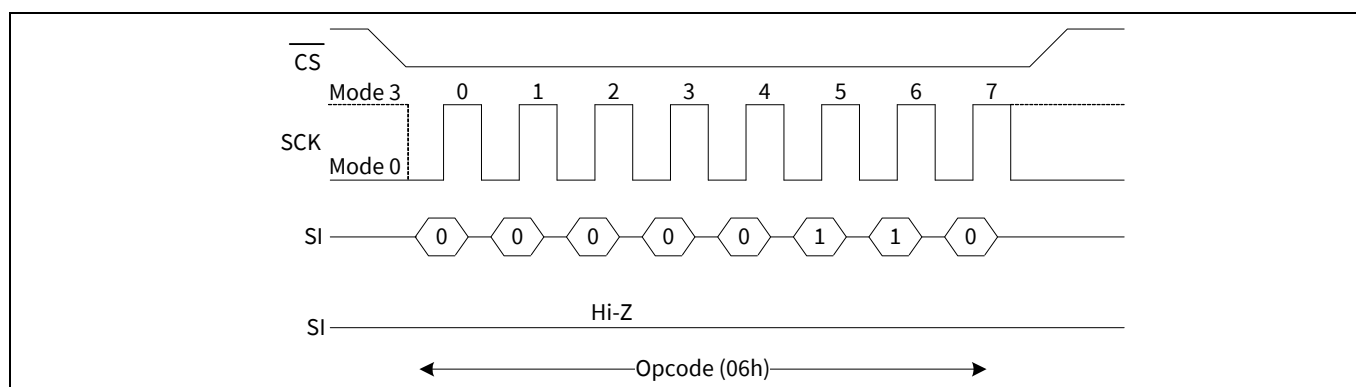 CS
Mode 3 0 1 2 3 4 5 6 7
SCK
Mode 0
SI 0 0 0 0 0 1 1 0
Hi-Z
SI
Opcode (06h)